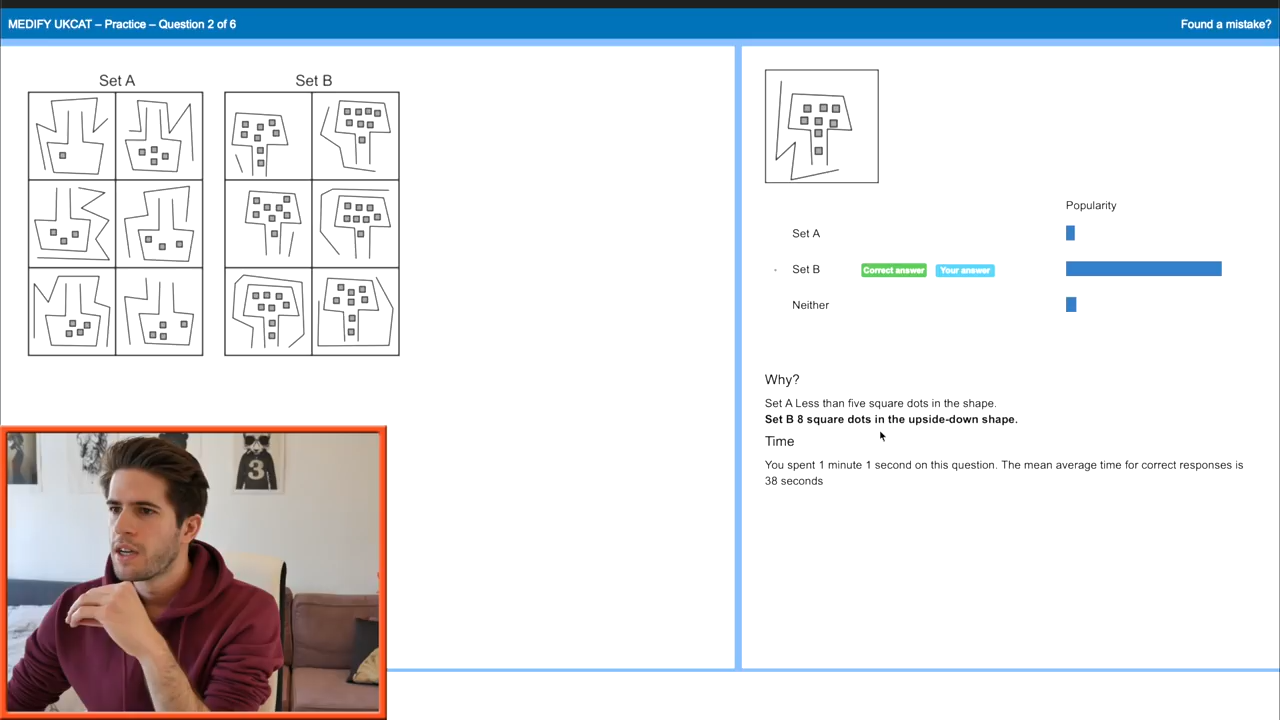 MEDIFY UKCAT – Practice – Question 2 of 6
Found a mistake?
Set A
Set B
Popularity
Set A
Set B
Correct answer
Your answer
Neither
Why?
Set A Less than five square dots in the shape.
Set B 8 square dots in the upside-down shape.
Time
You spent 1 minute 1 second on this question. The mean average time for correct responses is
38 seconds
3